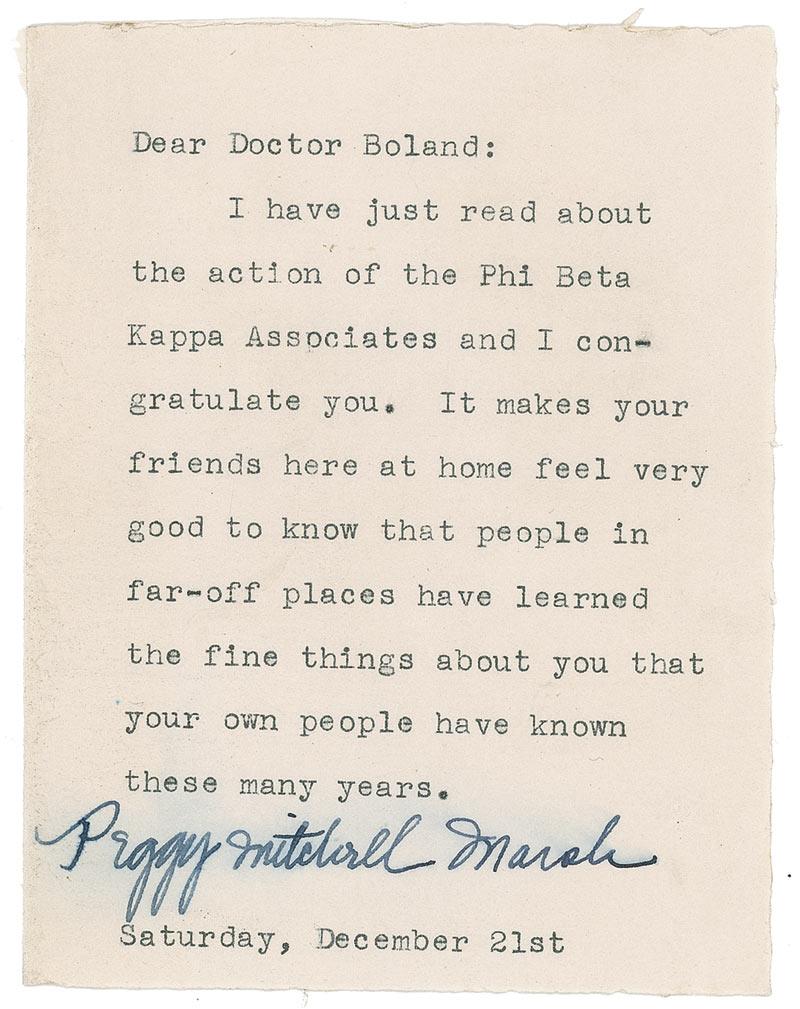 Dear Doctor Boland:
I have just read about
the action of the Phi Beta
Kappa Associates and I con-
gratulate you.  It makes your
friends here at home feel very
good to know that people in
far-off places have learned
the fine things about you that
your own people have known
these many years.
Peggy Mitchell Marsh
Saturday, December 21st